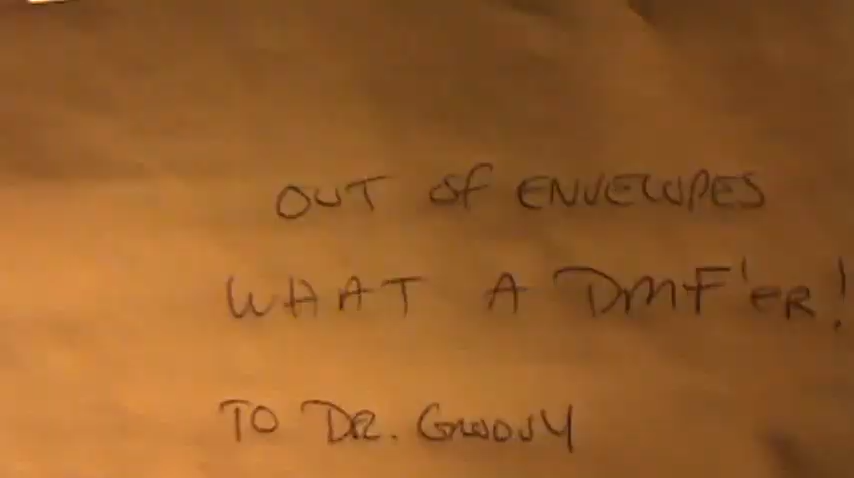 OUT OF ENVELOPES
WHAT A DMF'ER!
TO DR. GROOVY